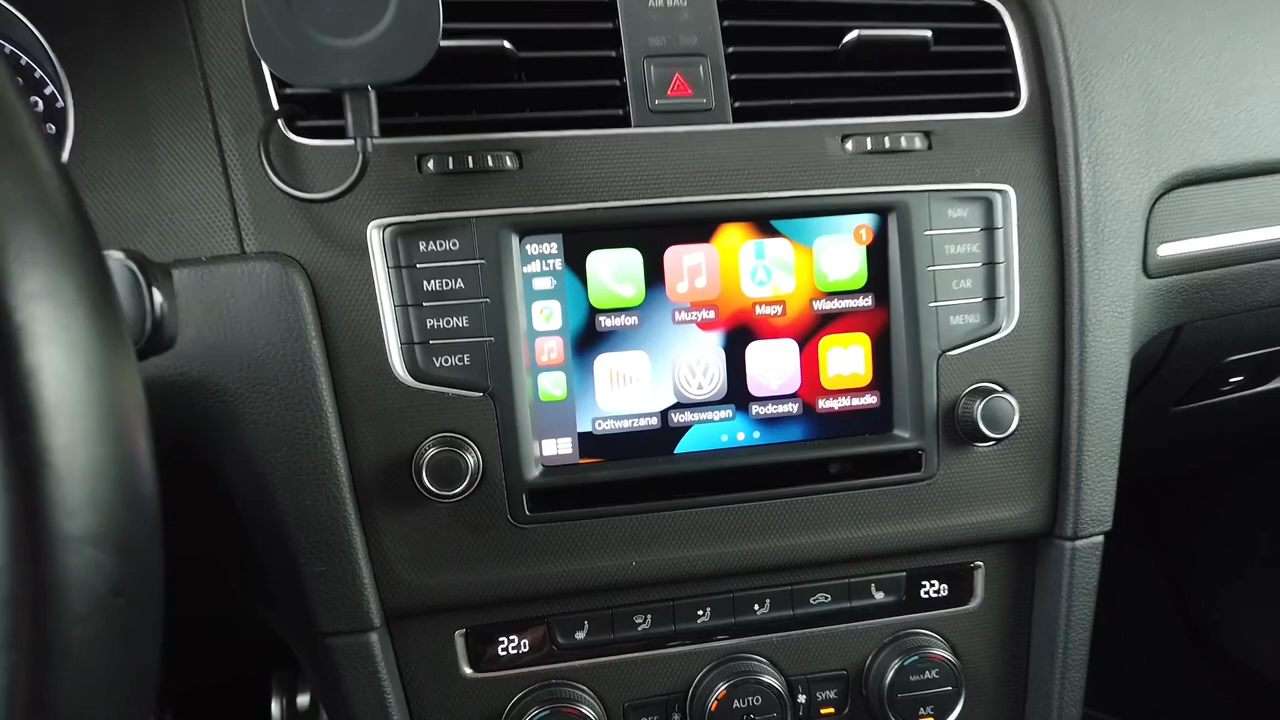 AIR BAG
RADIO
MEDIA
PHONE
VOICE
10:02
LTE
Telefon
Muzyka
Mapy
1
Wiadomości
Odtwarzane
Volkswagen
Podcasty
Książki audio
NAV
TRAFFIC
CAR
MENU
22.0
22.0
OFF
AUTO
SYNC
MAX A/C
A/C